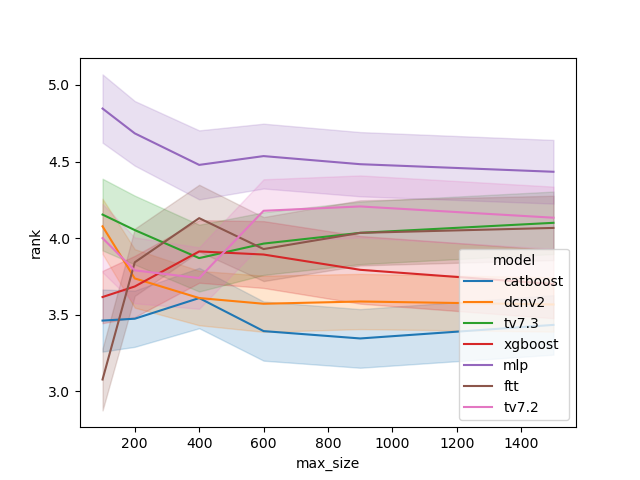 5.0
4.5
4.0
3.5
3.0
rank
200
400
600
800
1000
1200
1400
max_size
model
catboost
dcnv2
tv7.3
xgboost
mlp
ftt
tv7.2